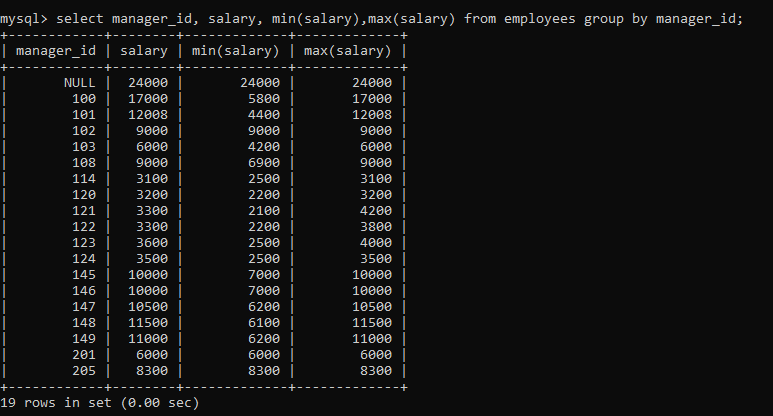 mysql> select manager_id, salary, min(salary),max(salary) from employees group by manager_id;
+------------+--------+-------------+-------------+
| manager_id | salary | min(salary) | max(salary) |
+------------+--------+-------------+-------------+
|       NULL |  24000 |       24000 |       24000 |
|        100 |  17000 |        5800 |       17000 |
|        101 |  12008 |        4400 |       12008 |
|        102 |   9000 |        9000 |        9000 |
|        103 |   6000 |        4200 |        6000 |
|        108 |   9000 |        6900 |        9000 |
|        114 |   3100 |        2500 |        3100 |
|        120 |   3200 |        2200 |        3200 |
|        121 |   3300 |        2100 |        4200 |
|        122 |   3300 |        2200 |        3800 |
|        123 |   3600 |        2500 |        4000 |
|        124 |   3500 |        2500 |        3500 |
|        145 |  10000 |        7000 |       10000 |
|        146 |  10000 |        7000 |       10000 |
|        147 |  10500 |        6200 |       10500 |
|        148 |  11500 |        6100 |       11500 |
|        149 |  11000 |        6200 |       11000 |
|        201 |   6000 |        6000 |        6000 |
|        205 |   8300 |        8300 |        8300 |
+------------+--------+-------------+-------------+
19 rows in set (0.00 sec)